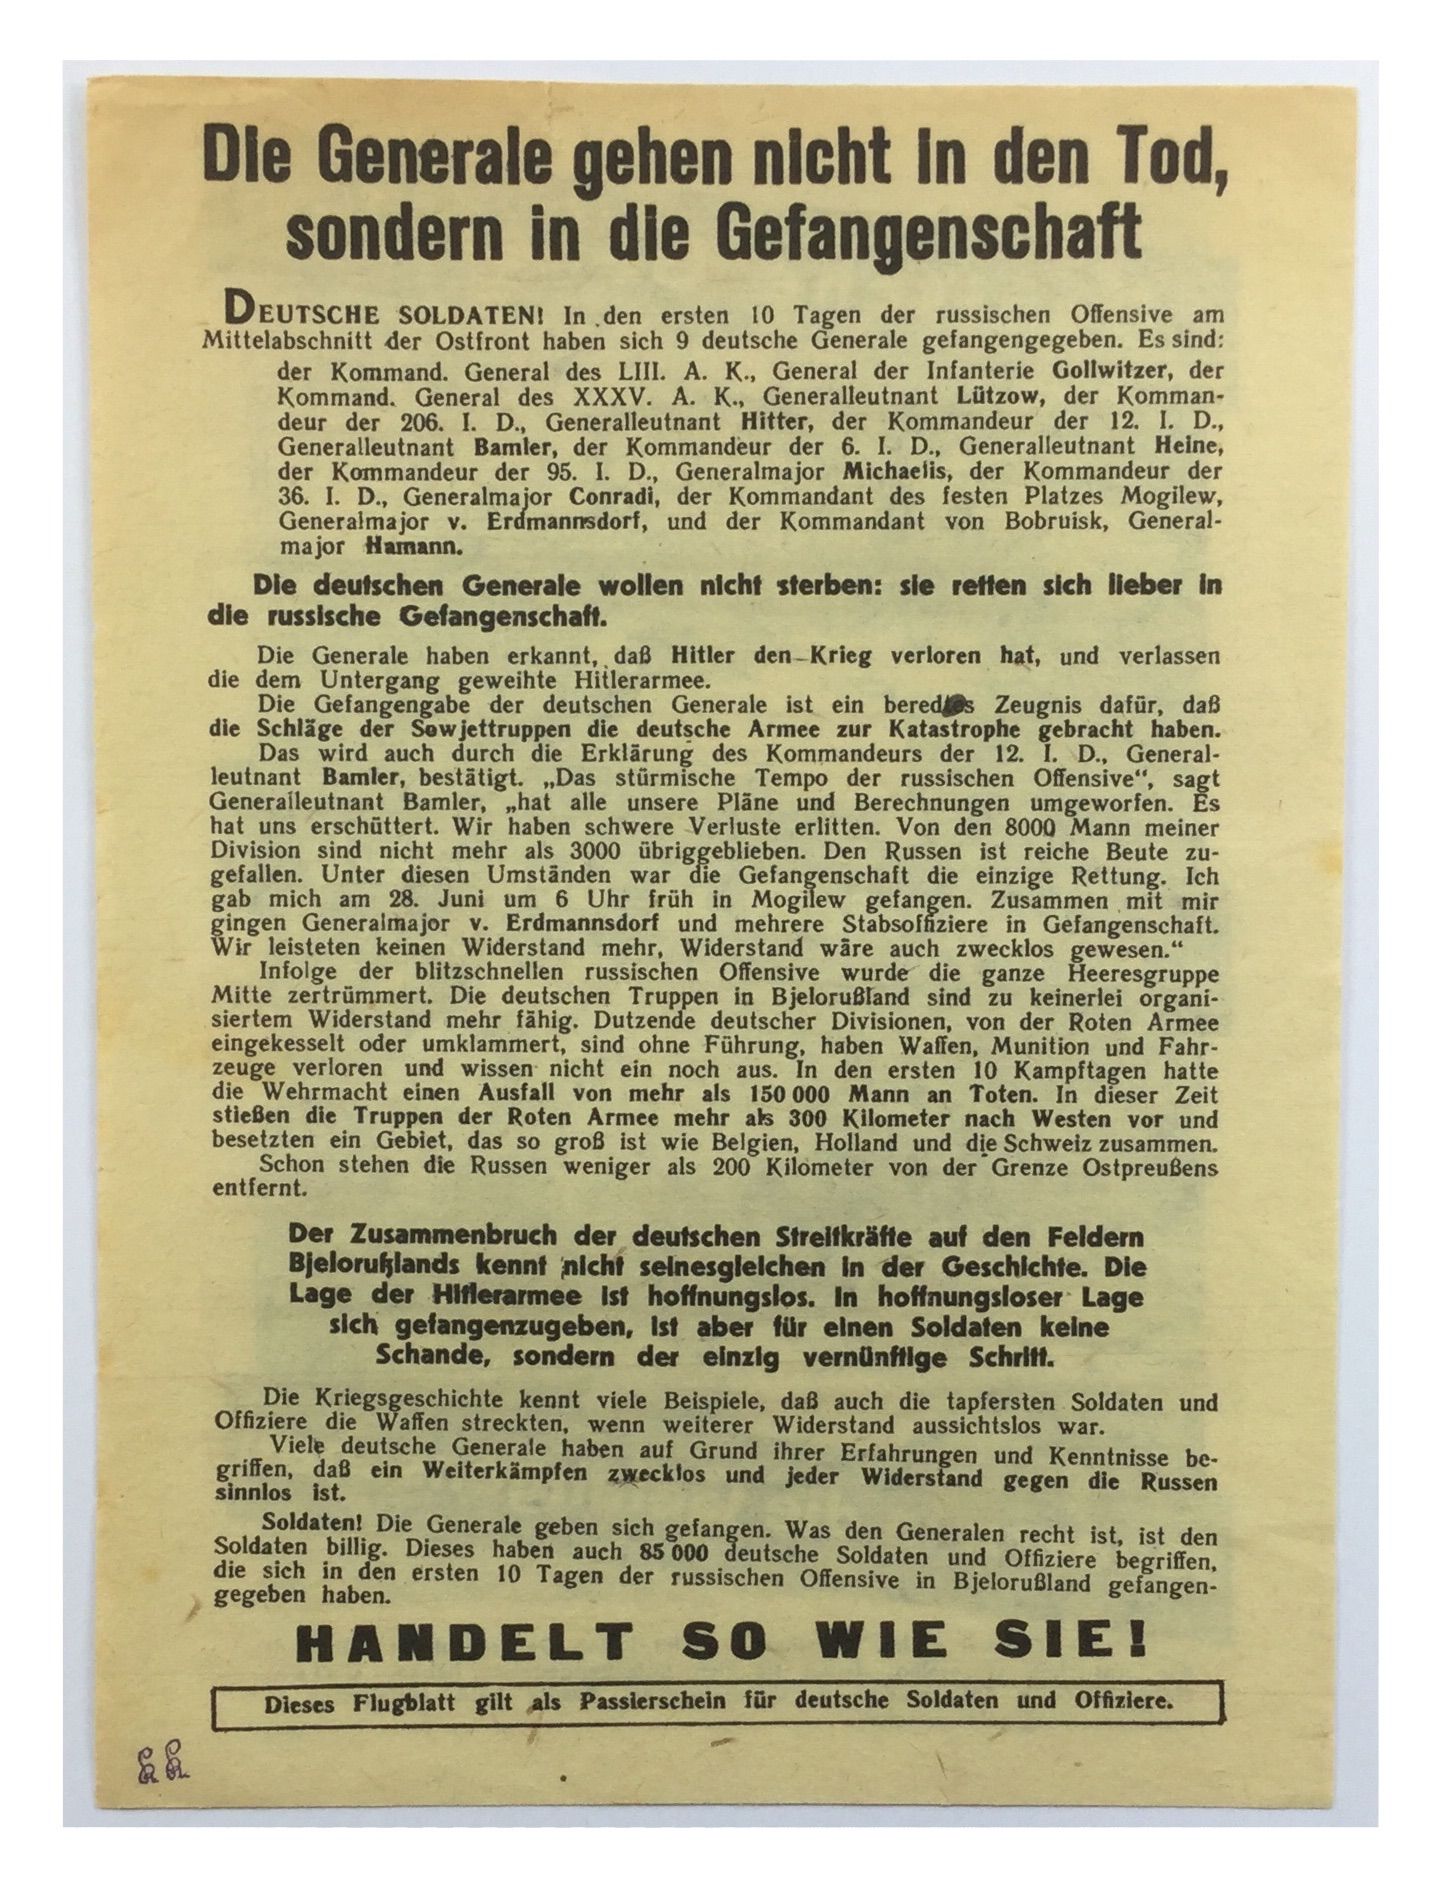 Die Generale gehen nicht in den Tod,
sondern in die Gefangenschaft
DEUTSCHE SOLDATEN! In den ersten 10 Tagen der russischen Offensive am
Mittelabschnitt der Ostfront haben sich 9 deutsche Generale gefangengegeben. Es sind:
der Kommand. General des LIII. A. K., General der Infanterie Gollwitzer, der
Kommand. General des XXXV. A. K., Generalleutnant Lützow, der Komman-
deur der 206. I. D., Generalleutnant Hitter, der Kommandeur der 12. I. D.,
Generalleutnant Bamler, der Kommandeur der 6. I. D., Generalleutnant Heine,
der Kommandeur der 95. I. D., Generalmajor Michaelis, der Kommandeur der
36. I. D., Generalmajor Conradi, der Kommandant des festen Platzes Mogilew,
Generalmajor v. Erdmannsdorf, und der Kommandant von Bobruisk, General-
major Hamann.
Die deutschen Generale wollen nicht sterben: sie retten sich lieber in
die russische Gefangenschaft.
Die Generale haben erkannt, daß Hitler den Krieg verloren hat, und verlassen
die dem Untergang geweihte Hitlerarmee.
Die Gefangengabe der deutschen Generale ist ein beredtes Zeugnis dafür, daß
die Schläge der Sowjettruppen die deutsche Armee zur Katastrophe gebracht haben.
Das wird auch durch die Erklärung des Kommandeurs der 12. I. D., General-
leutnant Bamler, bestätigt. „Das stürmische Tempo der russischen Offensive“, sagt
Generalleutnant Bamler, „hat alle unsere Pläne und Berechnungen umgeworfen. Es
hat uns erschüttert. Wir haben schwere Verluste erlitten. Von den 8000 Mann meiner
Division sind nicht mehr als 3000 übriggeblieben. Den Russen ist reiche Beute zu-
gefallen. Unter diesen Umständen war die Gefangenschaft die einzige Rettung. Ich
gab mich am 28. Juni um 6 Uhr früh in Mogilew gefangen. Zusammen mit mir
gingen Generalmajor v. Erdmannsdorf und mehrere Stabsoffiziere in Gefangenschaft.
Wir leisteten keinen Widerstand mehr, Widerstand wäre auch zwecklos gewesen.“
Infolge der blitzschnellen russischen Offensive wurde die ganze Heeresgruppe
Mitte zertrümmert. Die deutschen Truppen in Bjelorußland sind zu keinerlei organi-
siertem Widerstand mehr fähig. Dutzende deutscher Divisionen, von der Roten Armee
eingekesselt oder umklammert, sind ohne Führung, haben Waffen, Munition und Fahr-
zeuge verloren und wissen nicht ein noch aus. In den ersten 10 Kampftagen hatte
die Wehrmacht einen Ausfall von mehr als 150 000 Mann an Toten. In dieser Zeit
stießen die Truppen der Roten Armee mehr als 300 Kilometer nach Westen vor und
besetzten ein Gebiet, das so groß ist wie Belgien, Holland und die Schweiz zusammen.
Schon stehen die Russen weniger als 200 Kilometer von der Grenze Ostpreußens
entfernt.
Der Zusammenbruch der deutschen Streitkräfte auf den Feldern
Bjelorußlands kennt nicht seinesgleichen in der Geschichte. Die
Lage der Hitlerarmee ist hoffnungslos. In hoffnungsloser Lage
sich gefangenzugeben, ist aber für einen Soldaten keine
Schande, sondern der einzig vernünftige Schritt.
Die Kriegsgeschichte kennt viele Beispiele, daß auch die tapfersten Soldaten und
Offiziere die Waffen streckten, wenn weiterer Widerstand aussichtslos war.
Viele deutsche Generale haben auf Grund ihrer Erfahrungen und Kenntnisse be-
griffen, daß ein Weiterkämpfen zwecklos und jeder Widerstand gegen die Russen
sinnlos ist.
Soldaten! Die Generale geben sich gefangen. Was den Generalen recht ist, ist den
Soldaten billig. Dieses haben auch 85 000 deutsche Soldaten und Offiziere begriffen,
die sich in den ersten 10 Tagen der russischen Offensive in Bjelorußland gefangen-
gegeben haben.
HANDELT SO WIE SIE!
Dieses Flugblatt gilt als Passierschein für deutsche Soldaten und Offiziere.